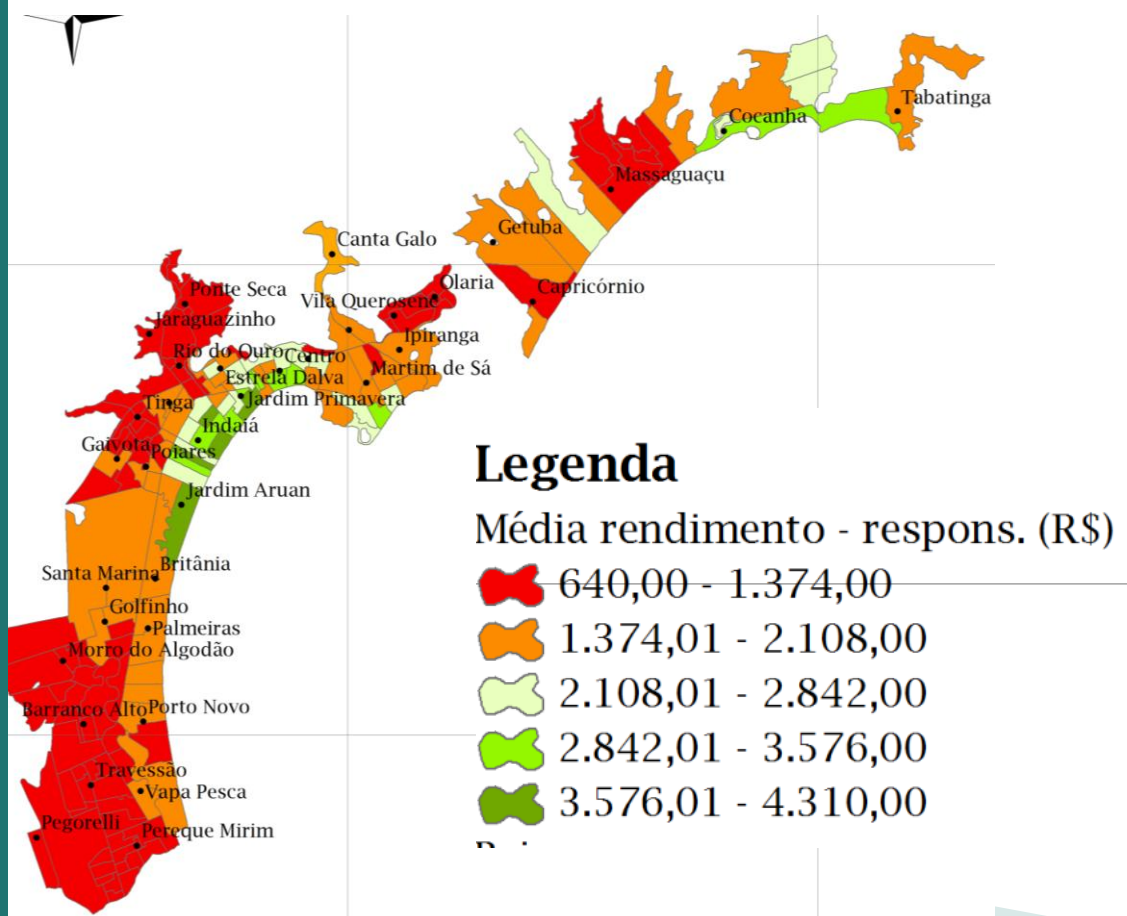 Tabatinga
Cocanha
Massaguaçu
Getuba
Canta Galo
Olaria
Ponte Seca
Capricórnio
Vila Querosene
Jaraguazinho
Ipiranga
Rio do Ouro
Centro
Martim de Sá
Estrela Dalva
Jardim Primavera
Tinga
Indaiá
Gaivota
Poiares
Jardim Aruan
Britânia
Santa Marina
Golfinho
Palmeiras
Morro do Algodão
Barranco Alto
Porto Novo
Travessão
Vapa Pesca
Pegorelli
Pereque Mirim
Legenda
Média rendimento - respons. (R$)
640,00 - 1.374,00
1.374,01 - 2.108,00
2.108,01 - 2.842,00
2.842,01 - 3.576,00
3.576,01 - 4.310,00